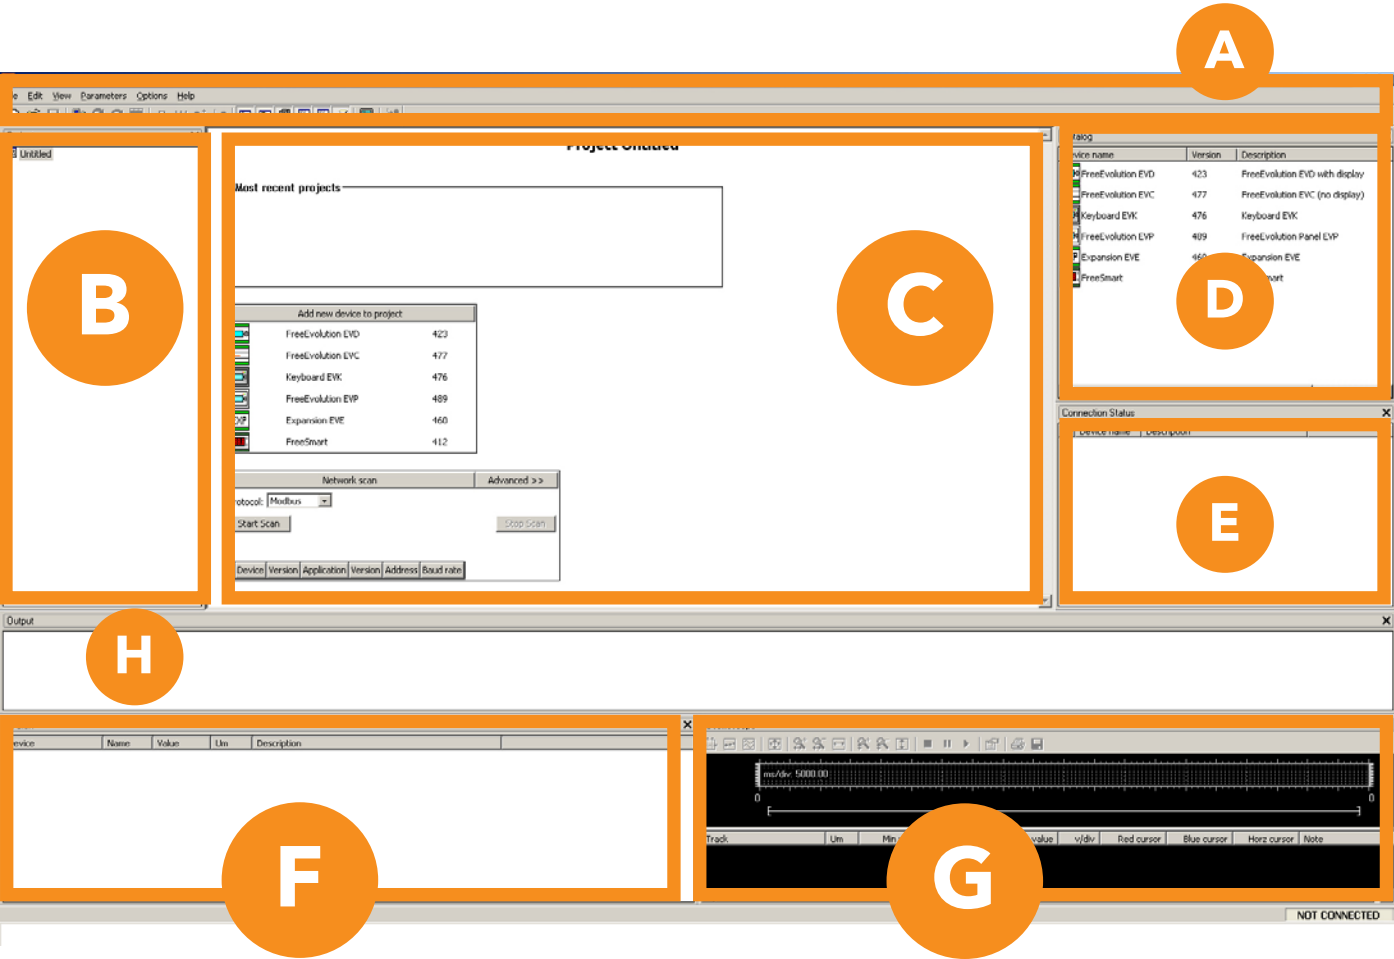 A
Edit View Parameters Options Help
Untitled
Project Untitled
Most recent projects
B
C
Add new device to project
FreeEvolution EVD 423
FreeEvolution EVC 477
Keyboard EVK 476
FreeEvolution EVP 489
Expansion EVE 460
FreeSmart 412
Network scan Advanced >>
Modbus
Start Scan Stop Scan
Device Version Application Version Address Baud rate
Version Description
FreeEvolution EVD 423 FreeEvolution EVD with display
FreeEvolution EVC 477 FreeEvolution EVC (no display)
Keyboard EVK 476 Keyboard EVK
FreeEvolution EVP 489 FreeEvolution Panel EVP
Expansion EVE 460 Expansion EVE
FreeSmart
D
Connection Status
Device name Description
E
Output
H
Name Value Um Description
F
ms/div: 5000.00
0 0
Track Um Min value v/div Red cursor Blue cursor Horz cursor Note
G
NOT CONNECTED